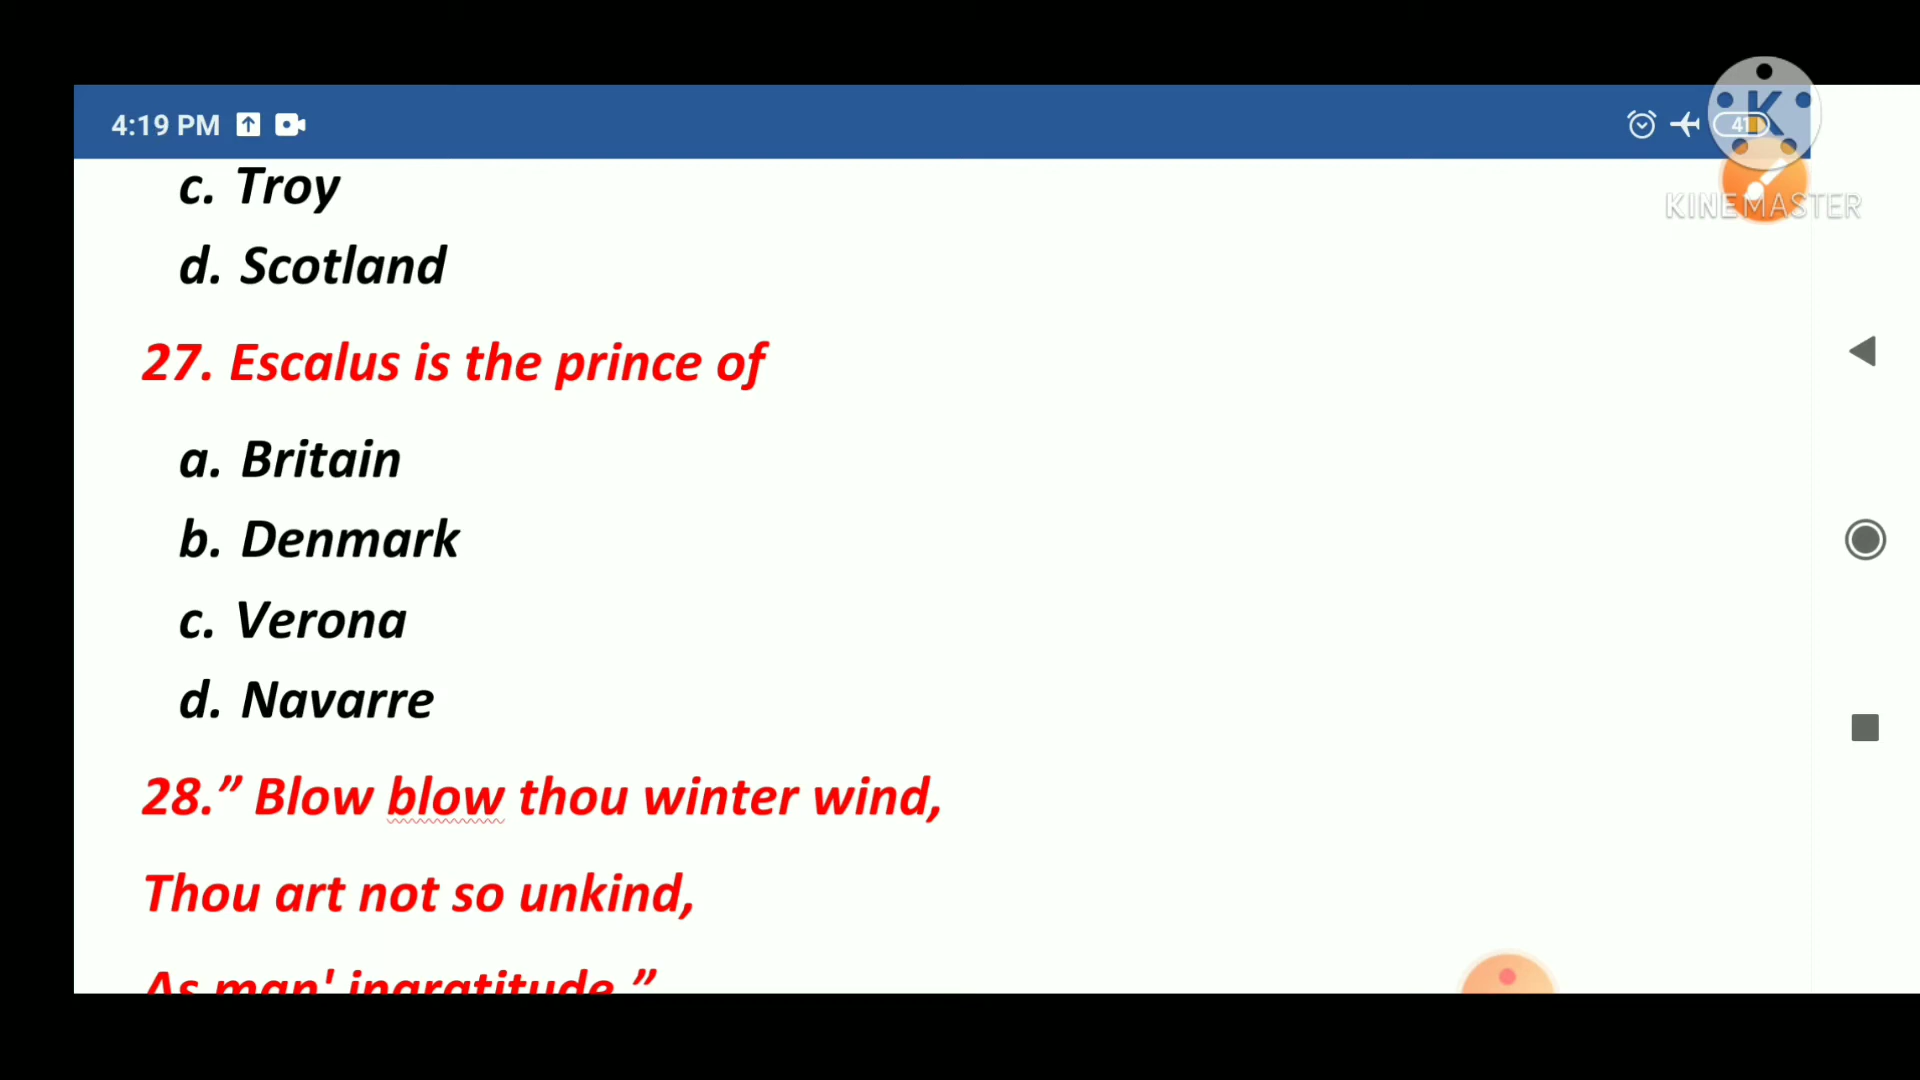 4:19 PM
41
K
KINEMASTER
c. Troy
d. Scotland
27. Escalus is the prince of
a. Britain
b. Denmark
c. Verona
d. Navarre
28.” Blow blow thou winter wind,
Thou art not so unkind,
As man' ingratitude.”